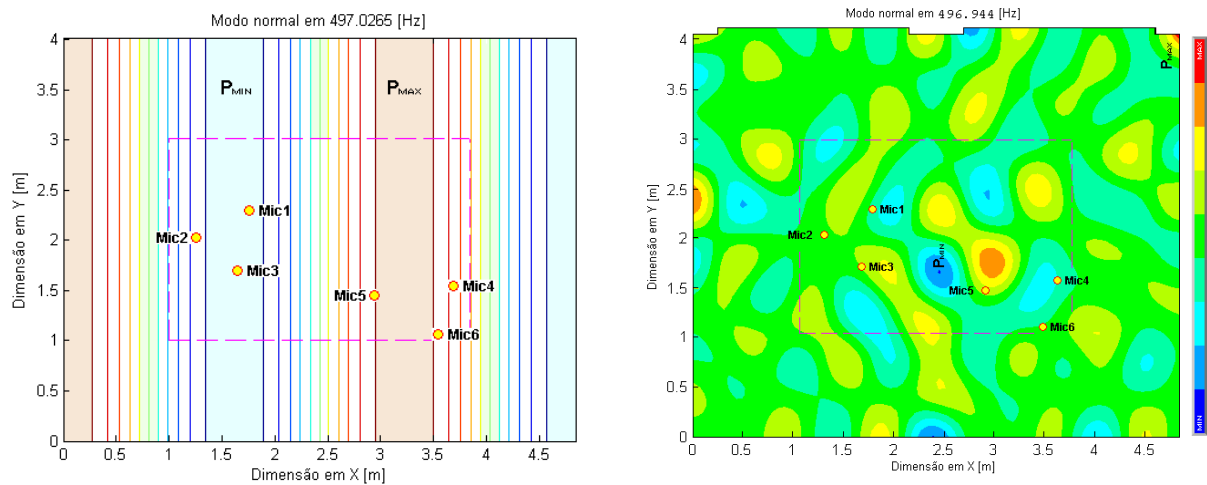 Modo normal em 497.0265 [Hz]
4
3.5
3
2.5
2
1.5
1
0.5
0
Dimensão em Y [m]
PMIN
PMAX
Mic1
Mic2
Mic3
Mic4
Mic5
Mic6
0
0.5
1
1.5
2
2.5
3
3.5
4
4.5
Dimensão em X [m]
Modo normal em 496.944 [Hz]
4
3.5
3
2.5
2
1.5
1
0.5
0
Dimensão em Y [m]
PMAX
Mic1
Mic2
PMIN
Mic3
Mic4
Mic5
Mic6
0
0.5
1
1.5
2
2.5
3
3.5
4
4.5
Dimensão em X [m]
MAX
MIN